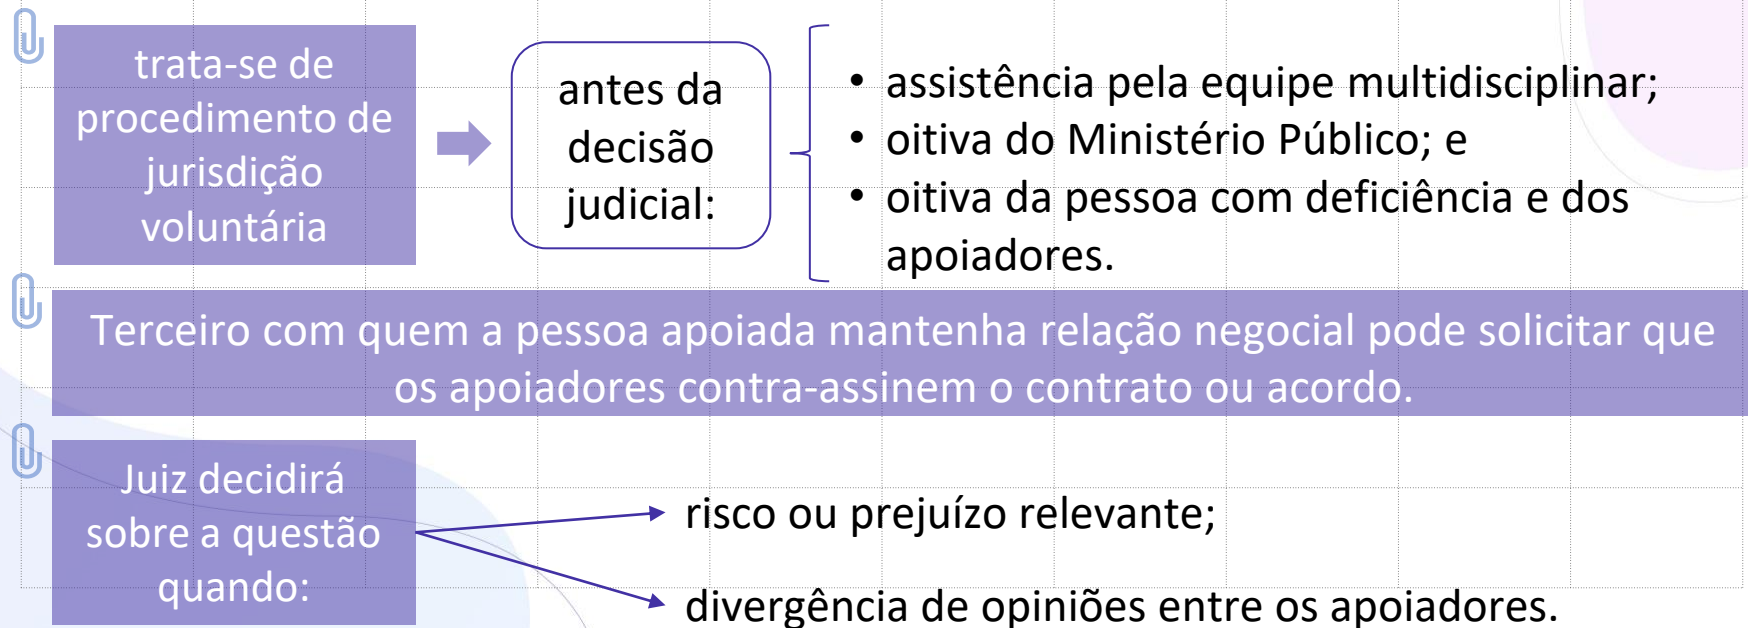 trata-se de
procedimento de
jurisdição
voluntária
antes da
decisão
judicial:
• assistência pela equipe multidisciplinar;
• oitiva do Ministério Público; e
• oitiva da pessoa com deficiência e dos
apoiadores.
Terceiro com quem a pessoa apoiada mantenha relação negocial pode solicitar que
os apoiadores contra-assinem o contrato ou acordo.
Juiz decidirá
sobre a questão
quando:
risco ou prejuízo relevante;
divergência de opiniões entre os apoiadores.